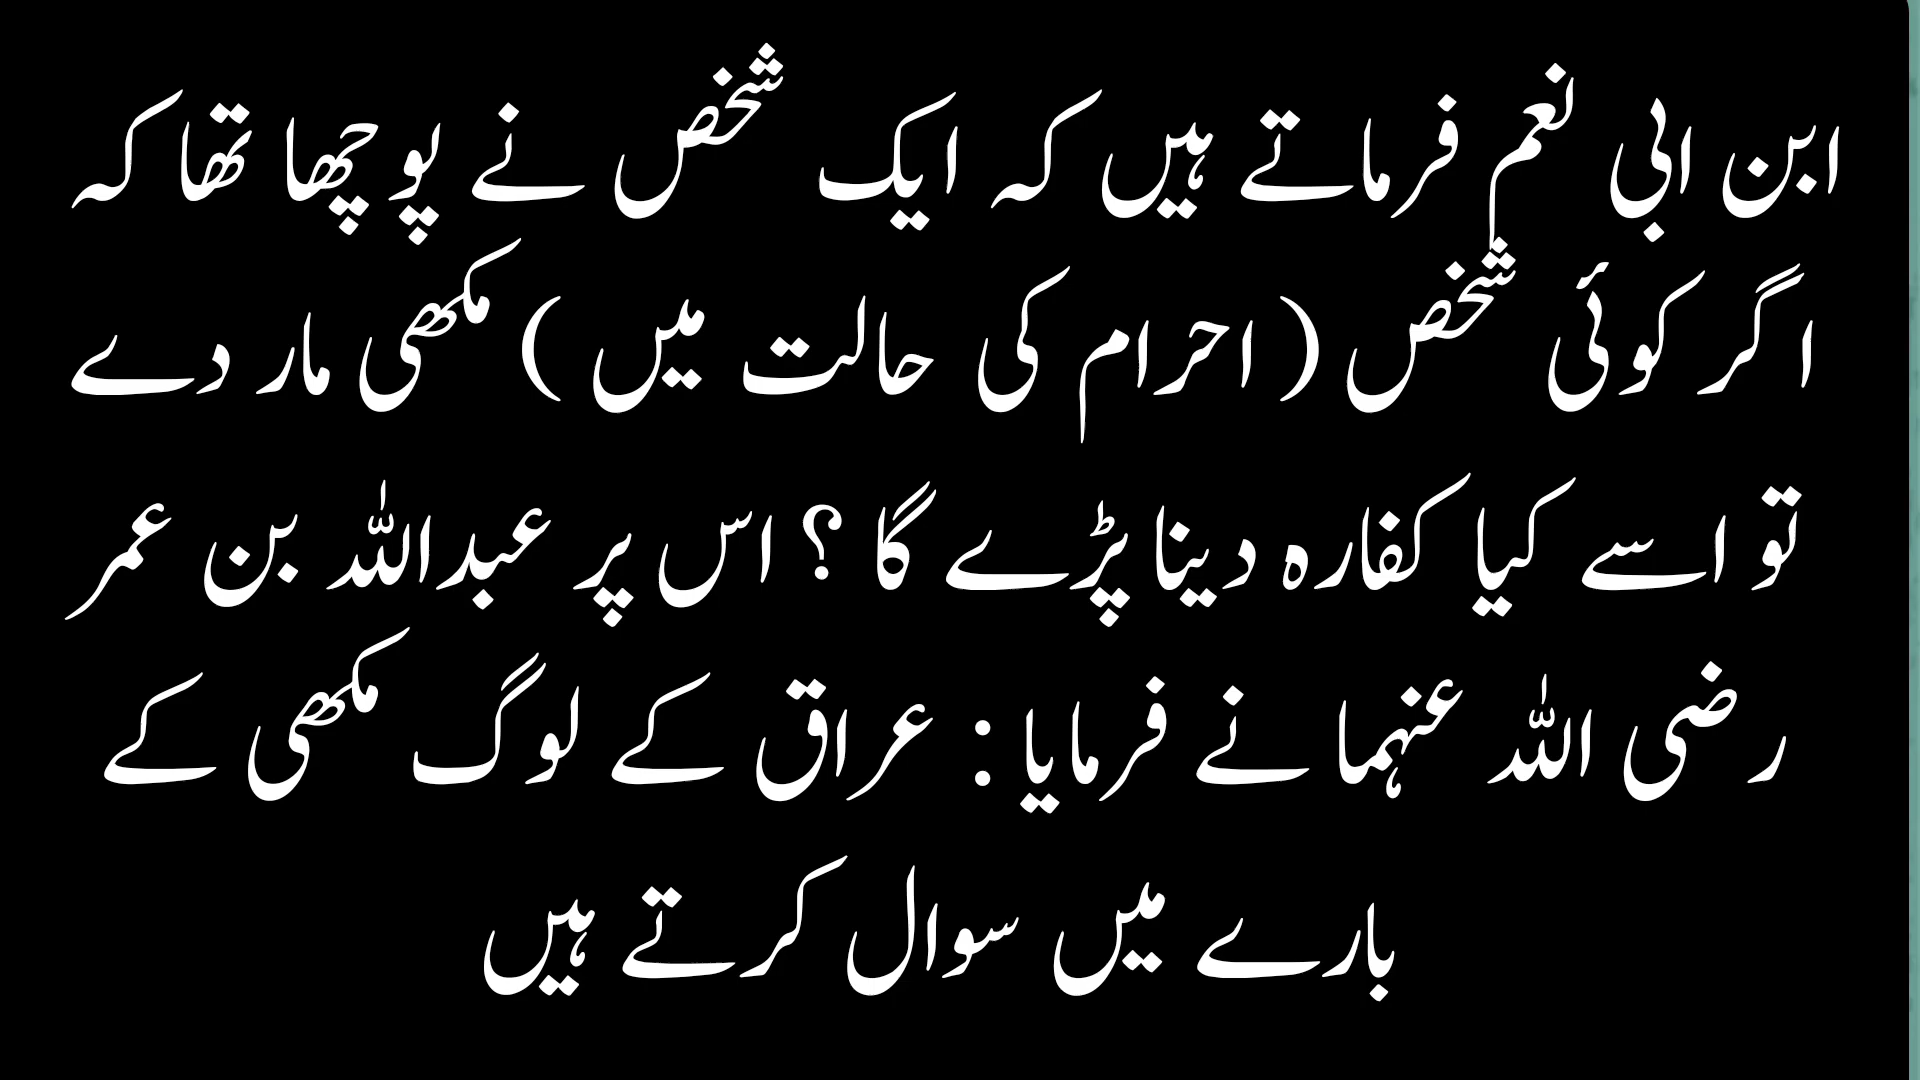 ابن ابی نعم فرماتے ہیں کہ ایک شخص نے پوچھا تھا کہ
اگر کوئی شخص ( احرام کی حالت میں ) مکھی مار دے
تو اسے کیا کفارہ دینا پڑے گا ؟ اس پر عبداللہ بن عمر
رضی اللہ عنہما نے فرمایا : عراق کے لوگ مکھی کے
بارے میں سوال کرتے ہیں